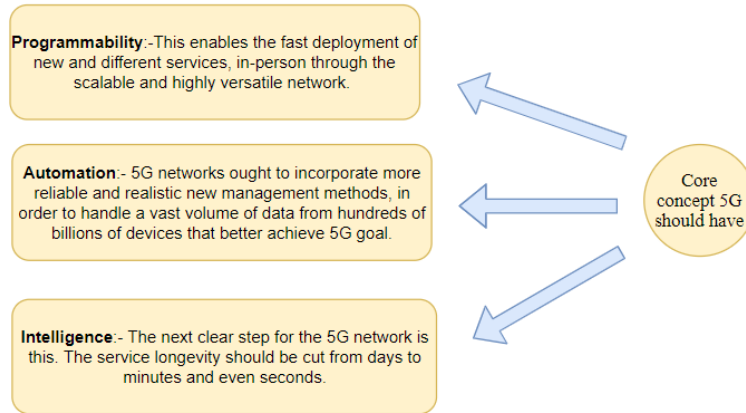 Programmability:-This enables the fast deployment of
new and different services, in-person through the
scalable and highly versatile network.
Automation:- 5G networks ought to incorporate more
reliable and realistic new management methods, in
order to handle a vast volume of data from hundreds of
billions of devices that better achieve 5G goal.
Intelligence:- The next clear step for the 5G network is
this. The service longevity should be cut from days to
minutes and even seconds.
Core
concept 5G
should have